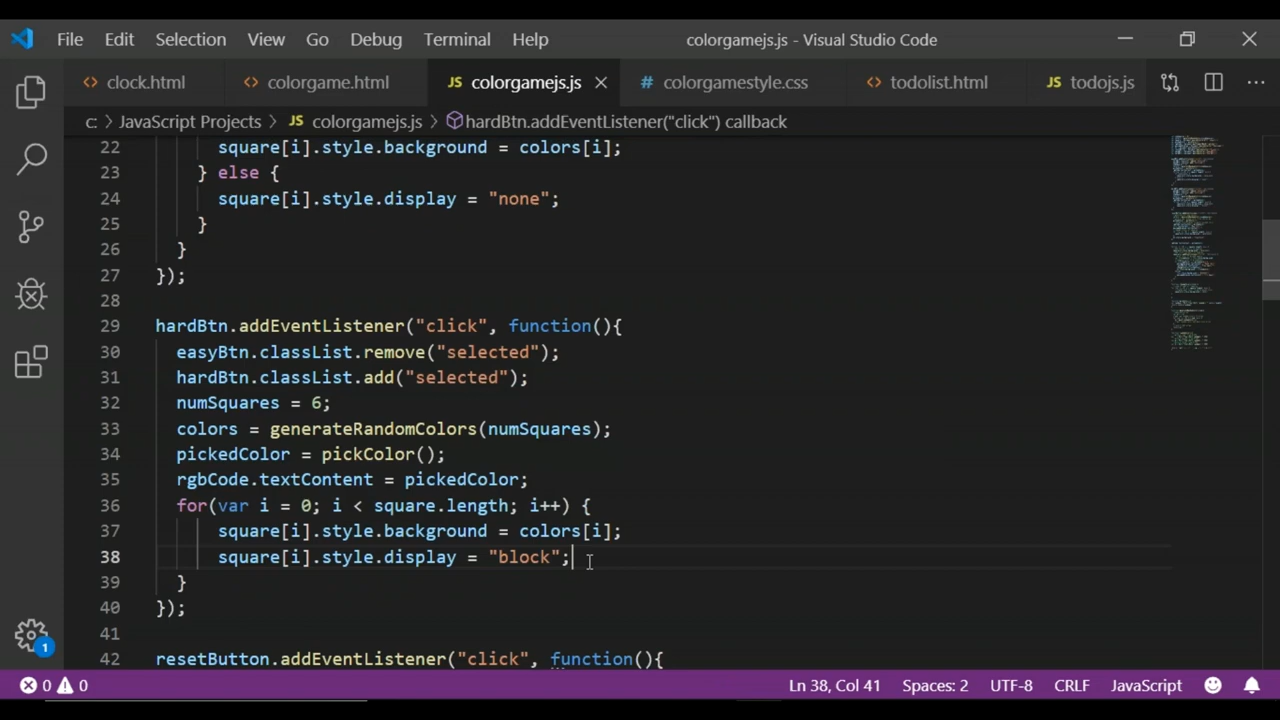 File Edit Selection View Go Debug Terminal Help colorgamejs.js - Visual Studio Code
<> clock.html <> colorgame.html JS colorgamejs.js # colorgamestyle.css <> todolist.html JS todojs.js
c: > JavaScript Projects > JS colorgamejs.js > hardBtn.addEventListener("click") callback
22 square[i].style.background = colors[i];
23 } else {
24 square[i].style.display = "none";
25 }
26 }
27 });
28
29 hardBtn.addEventListener("click", function(){
30 easyBtn.classList.remove("selected");
31 hardBtn.classList.add("selected");
32 numSquares = 6;
33 colors = generateRandomColors(numSquares);
34 pickedColor = pickColor();
35 rgbCode.textContent = pickedColor;
36 for(var i = 0; i < square.length; i++) {
37 square[i].style.background = colors[i];
38 square[i].style.display = "block";
39 }
40 });
41
42 resetButton.addEventListener("click", function(){
1
0 0 Ln 38, Col 41 Spaces: 2 UTF-8 CRLF JavaScript